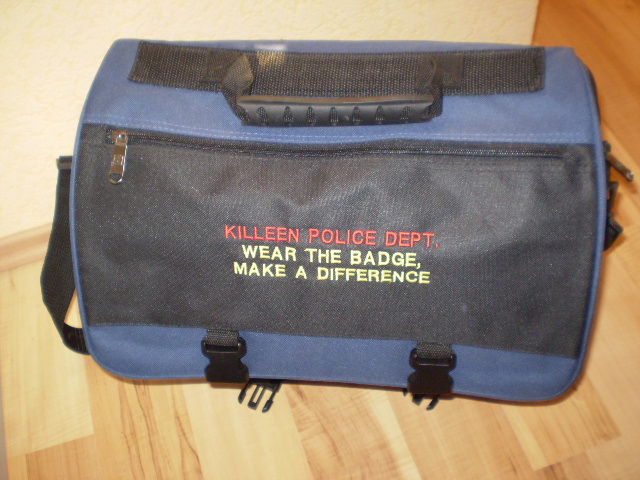 KILLEEN POLICE DEPT.
WEAR THE BADGE,
MAKE A DIFFERENCE